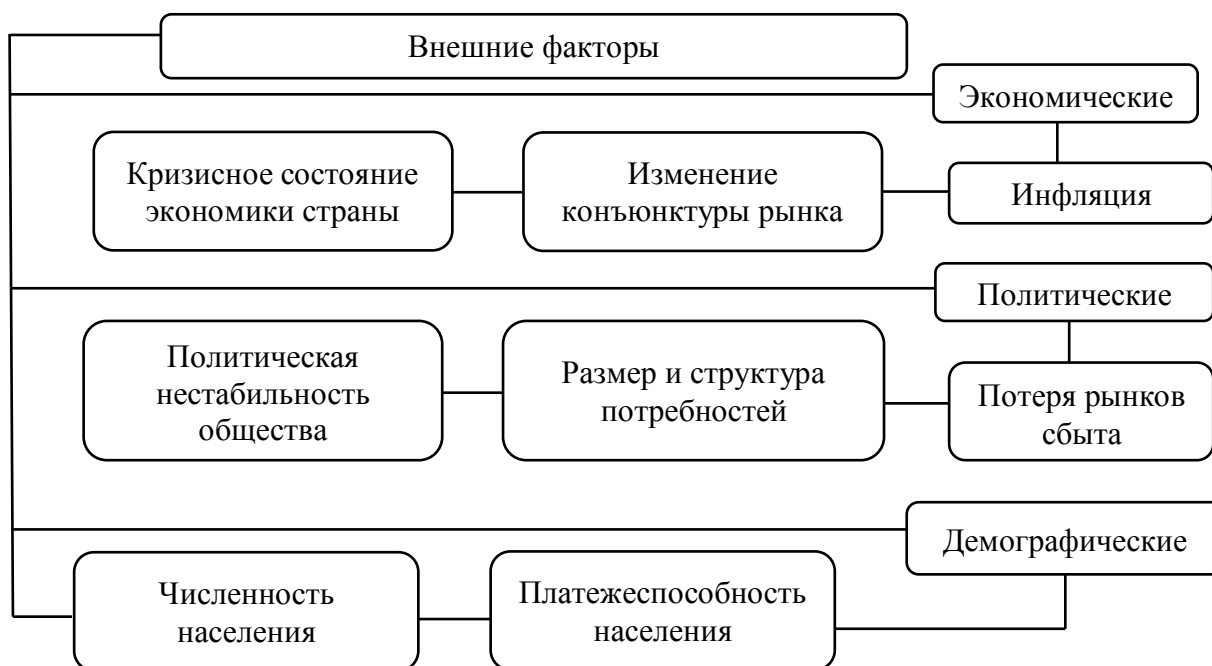 Внешние факторы
Экономические
Кризисное состояние
экономики страны
Изменение
конъюнктуры рынка
Инфляция
Политические
Политическая
нестабильность
общества
Размер и структура
потребностей
Потеря рынков
сбыта
Демографические
Численность
населения
Платежеспособность
населения